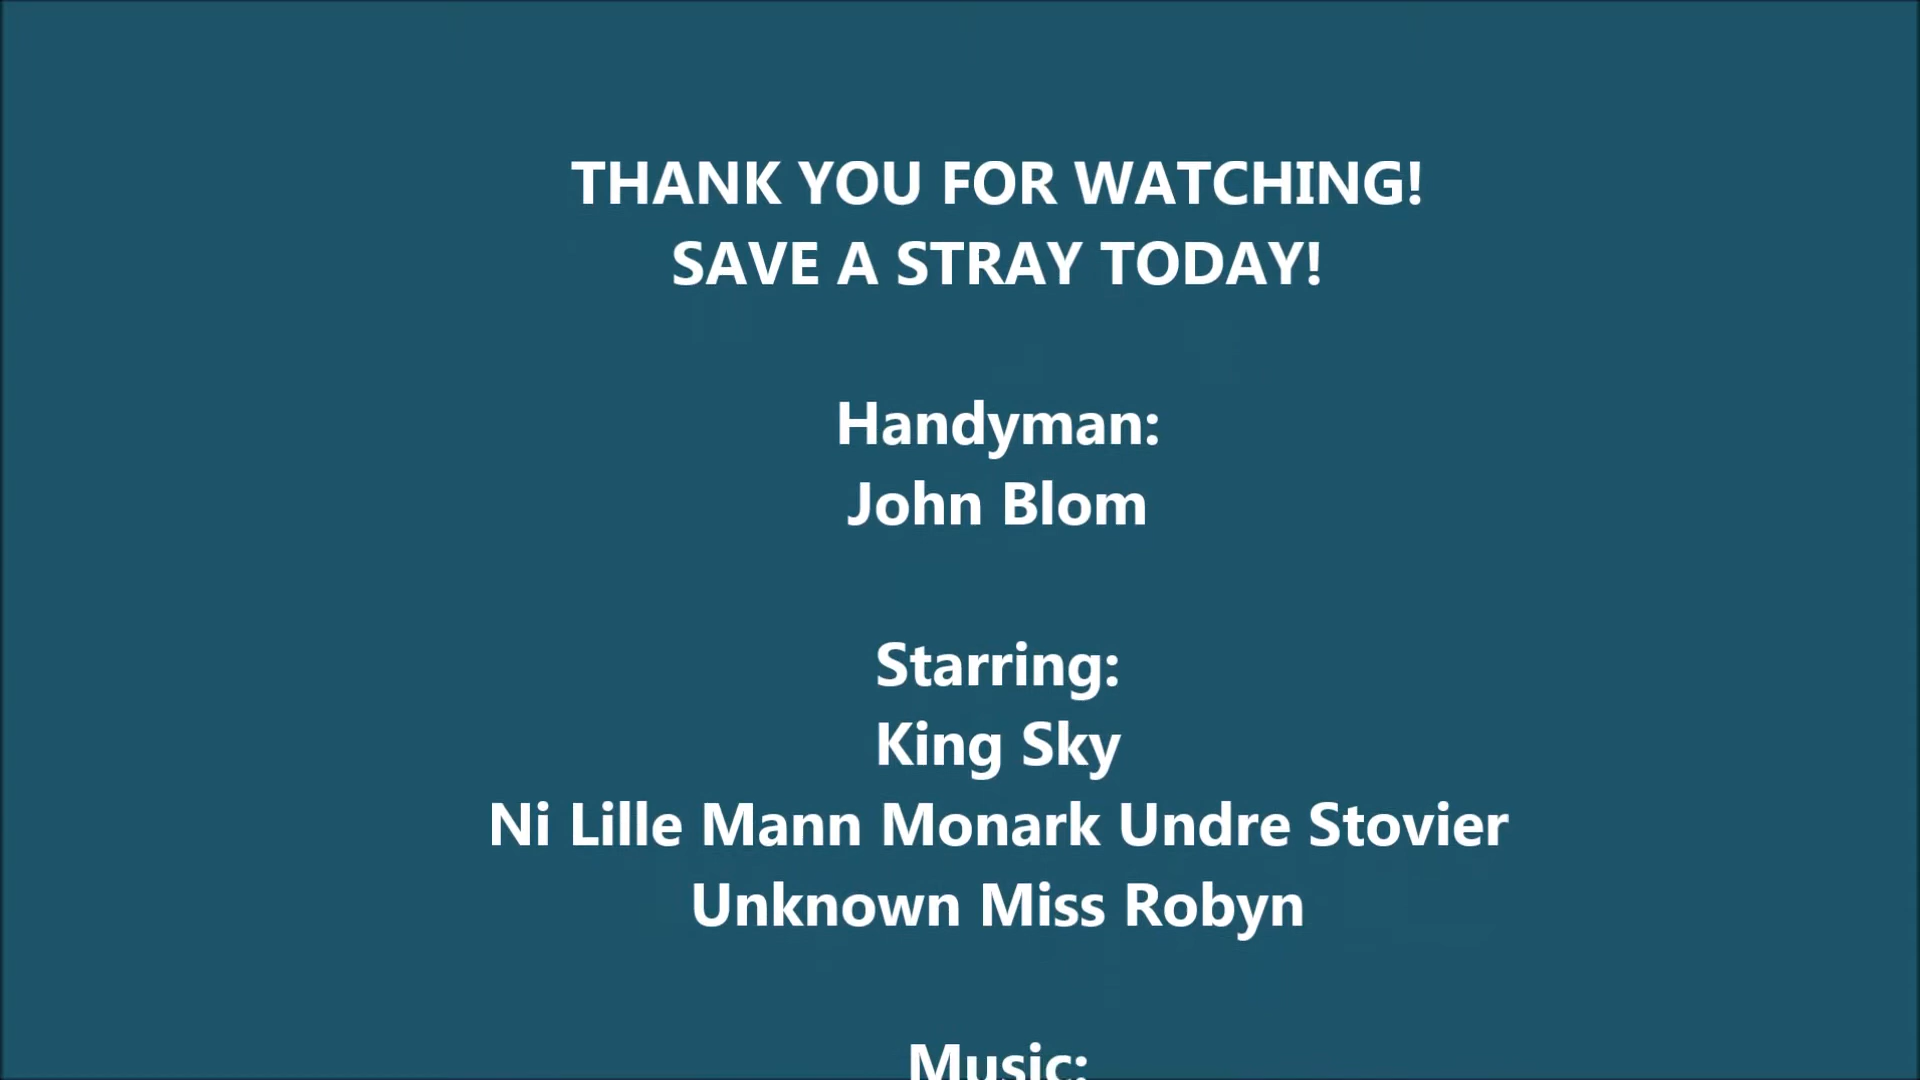 THANK YOU FOR WATCHING!
SAVE A STRAY TODAY!
Handyman:
John Blom
Starring:
King Sky
Ni Lille Mann Monark Undre Stovier
Unknown Miss Robyn
Music: